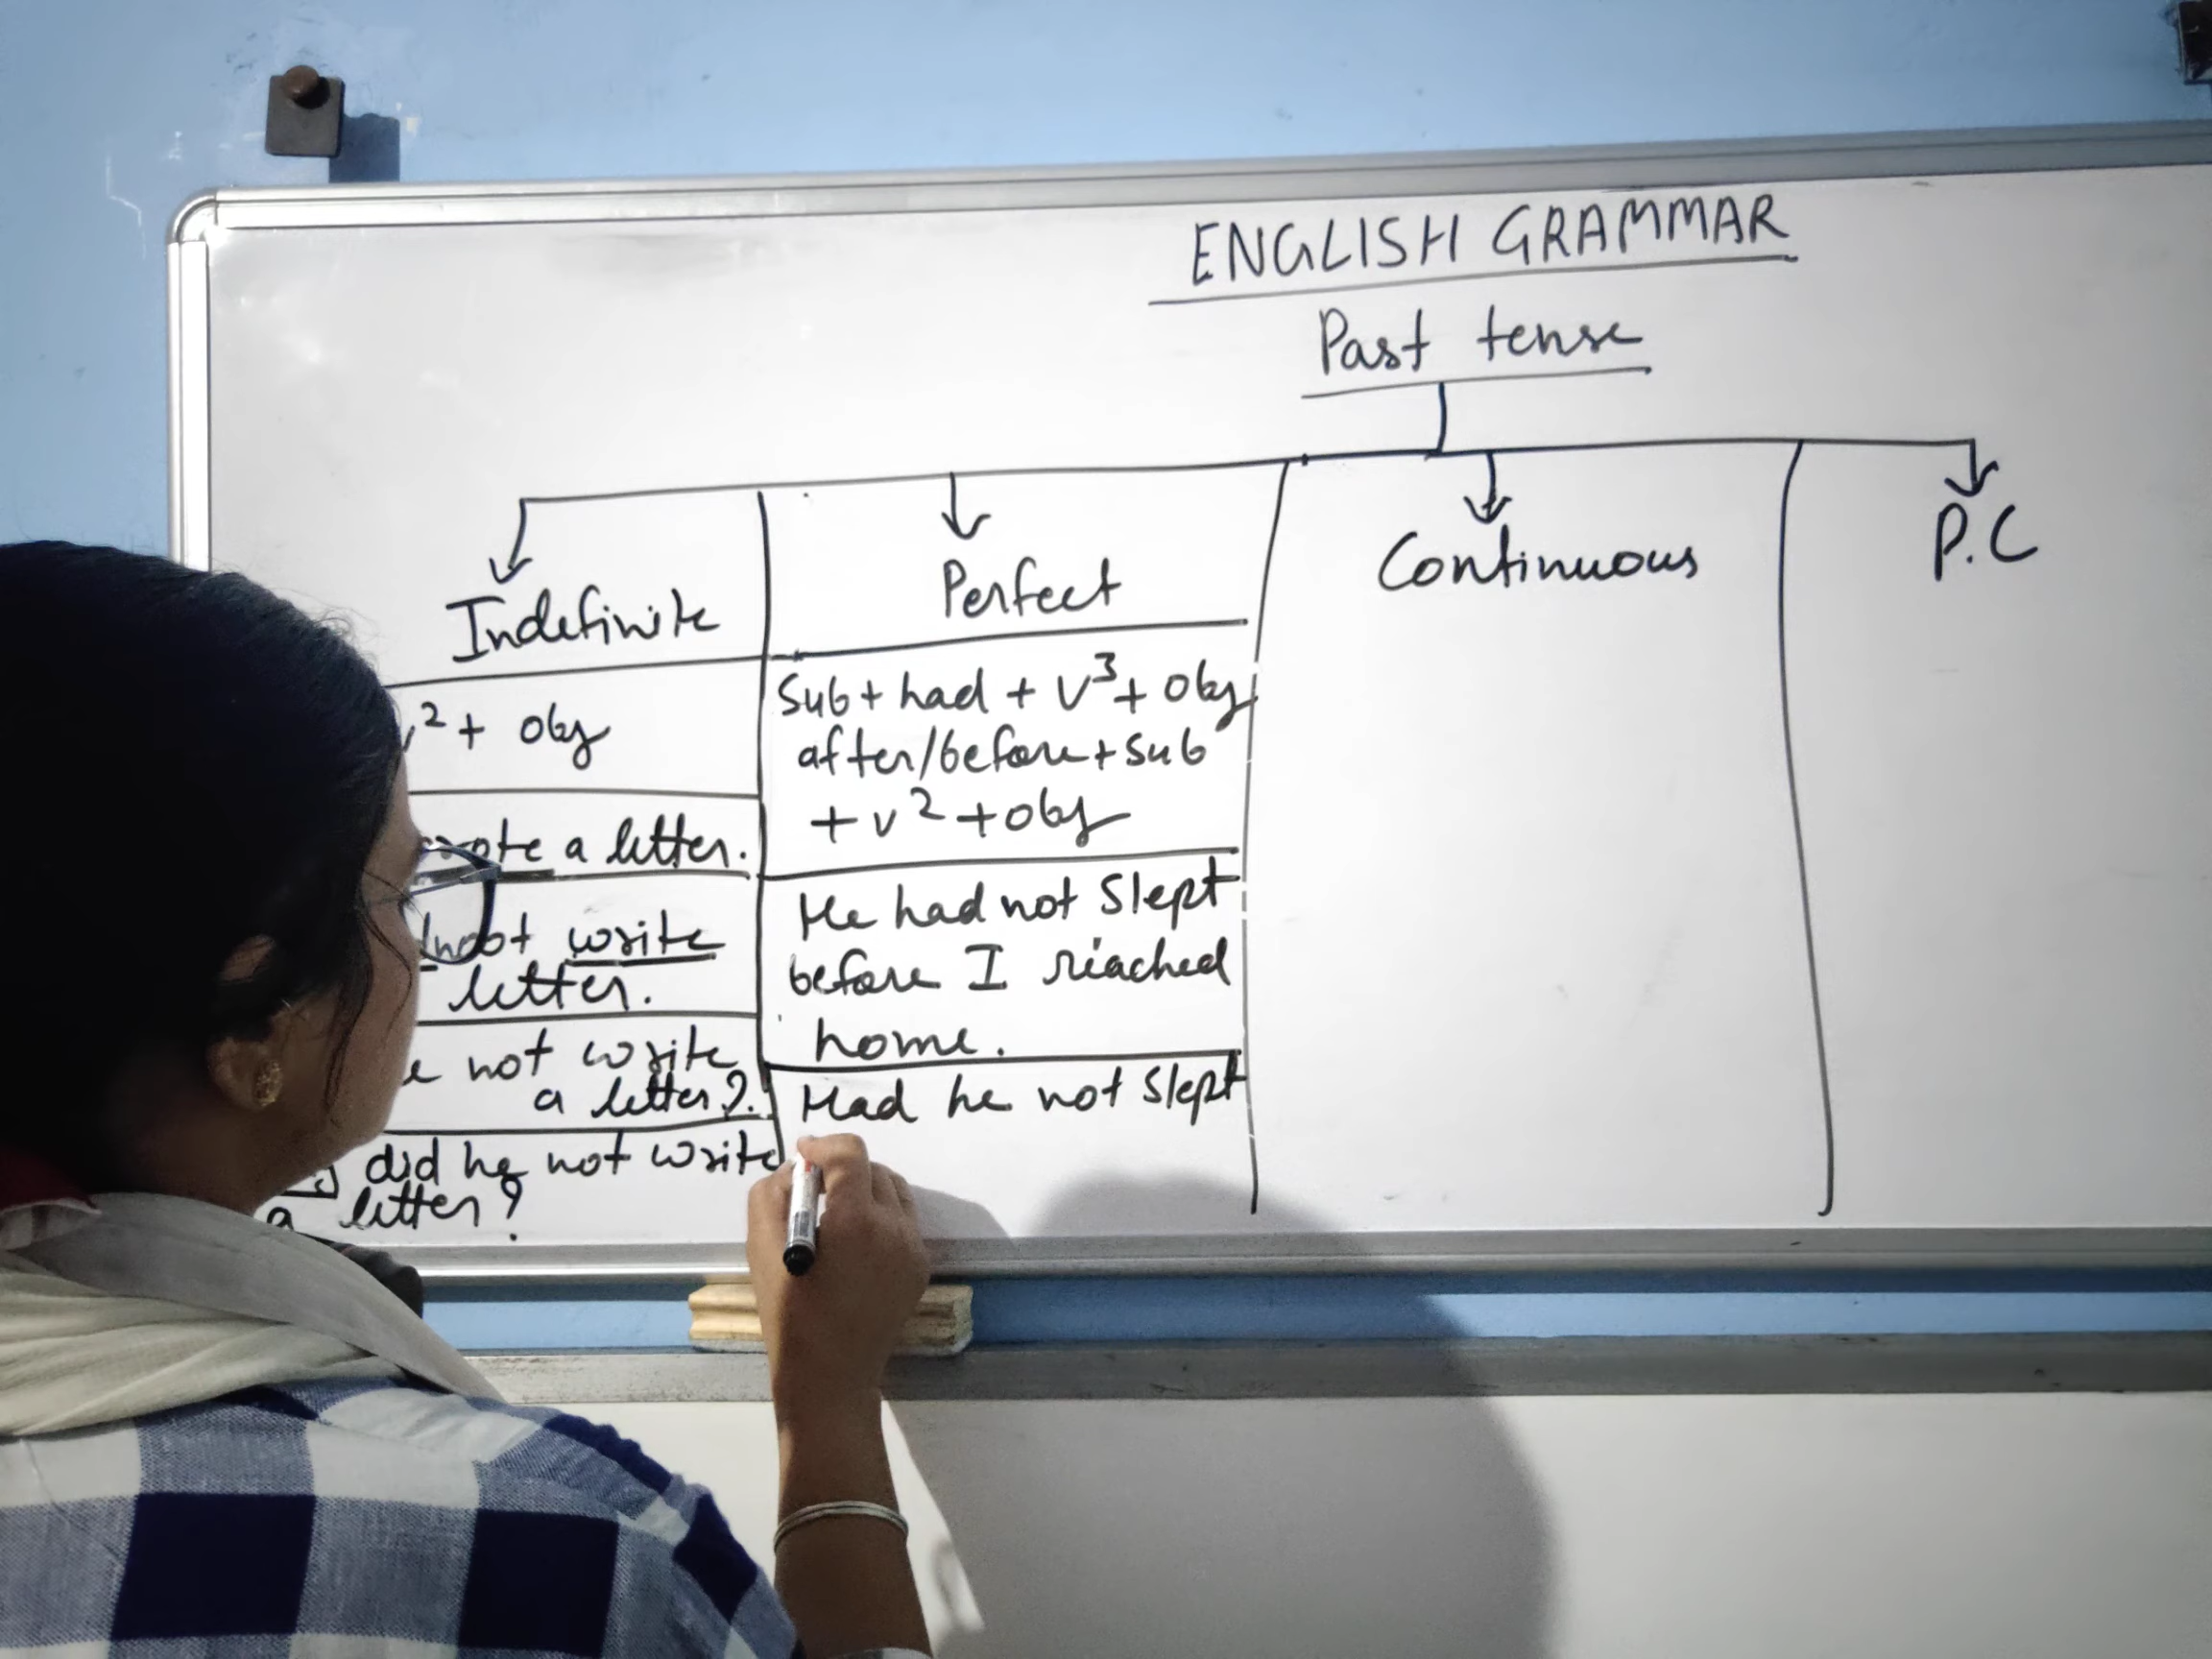 ENGLISH GRAMMAR
Past tense
Indefinite
Perfect
Continuous
P.C
v² + obj
a letter.
not write
letter.
not write
a letter?
did he not write
a letter?
Sub + had + v³ + obj
after/before + sub
+ v² + obj
He had not slept
before I reached
home.
Had he not slept